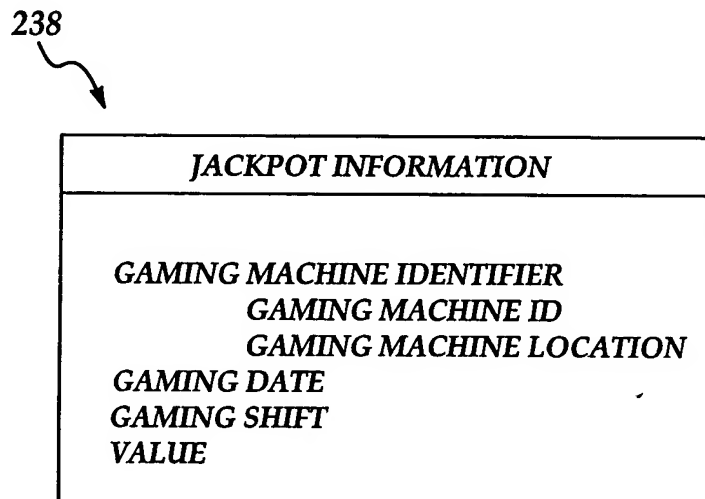 238
JACKPOT INFORMATION
GAMING MACHINE IDENTIFIER
GAMING MACHINE ID
GAMING MACHINE LOCATION
GAMING DATE
GAMING SHIFT
VALUE